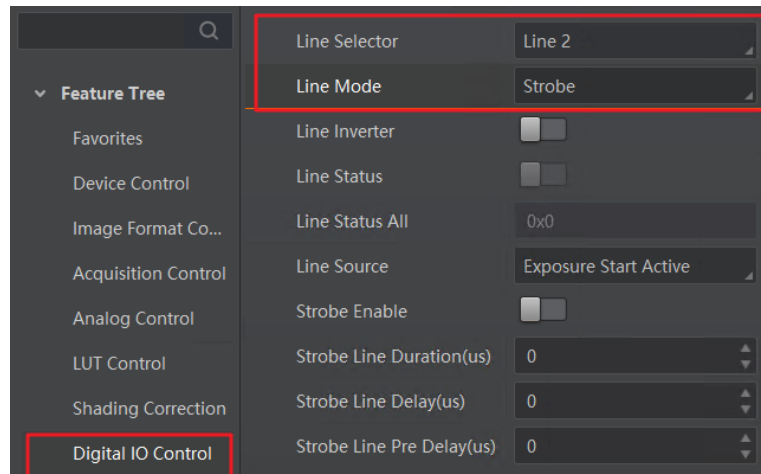 Feature Tree
Favorites
Device Control
Image Format Co...
Acquisition Control
Analog Control
LUT Control
Shading Correction
Digital IO Control
Line Selector Line 2
Line Mode Strobe
Line Inverter
Line Status
Line Status All 0x0
Line Source Exposure Start Active
Strobe Enable
Strobe Line Duration(us) 0
Strobe Line Delay(us) 0
Strobe Line Pre Delay(us) 0